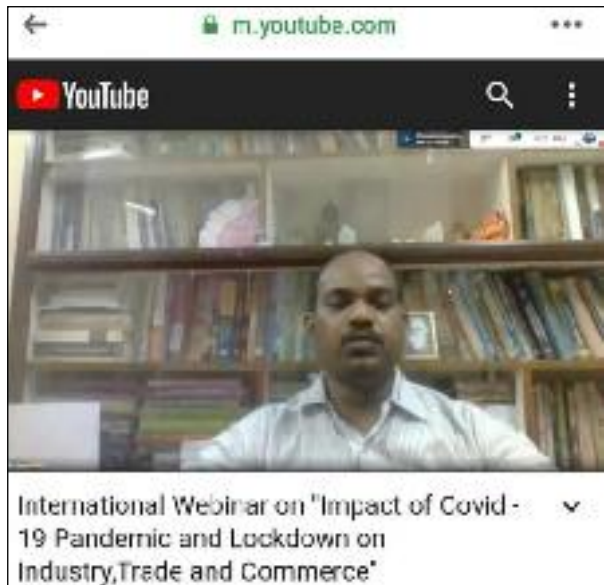 m.youtube.com
YouTube
International Webinar on "Impact of Covid -
19 Pandemic and Lockdown on
Industry,Trade and Commerce"